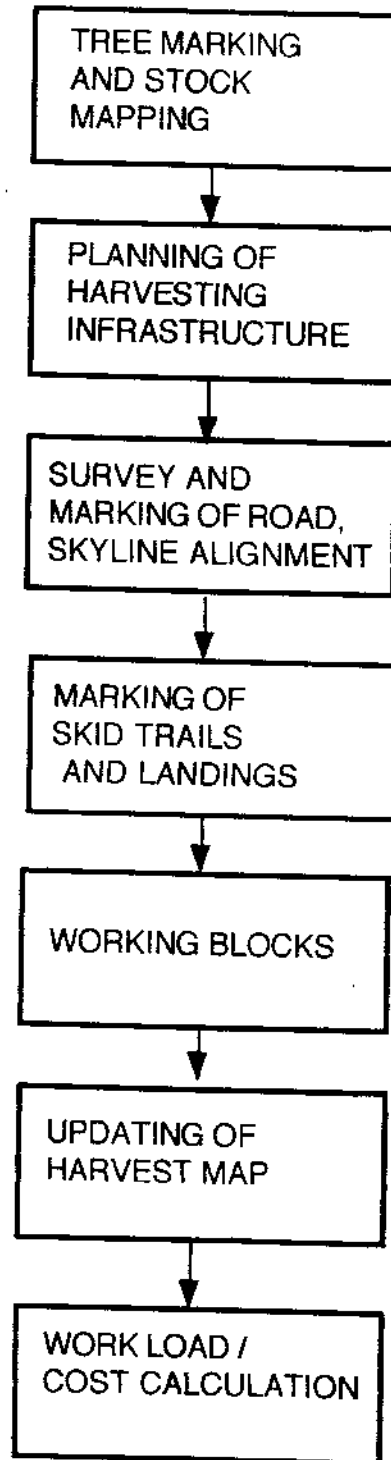 TREE MARKING
AND STOCK
MAPPING
PLANNING OF
HARVESTING
INFRASTRUCTURE
SURVEY AND
MARKING OF ROAD,
SKYLINE ALIGNMENT
MARKING OF
SKID TRAILS
AND LANDINGS
WORKING BLOCKS
UPDATING OF
HARVEST MAP
WORK LOAD /
COST CALCULATION